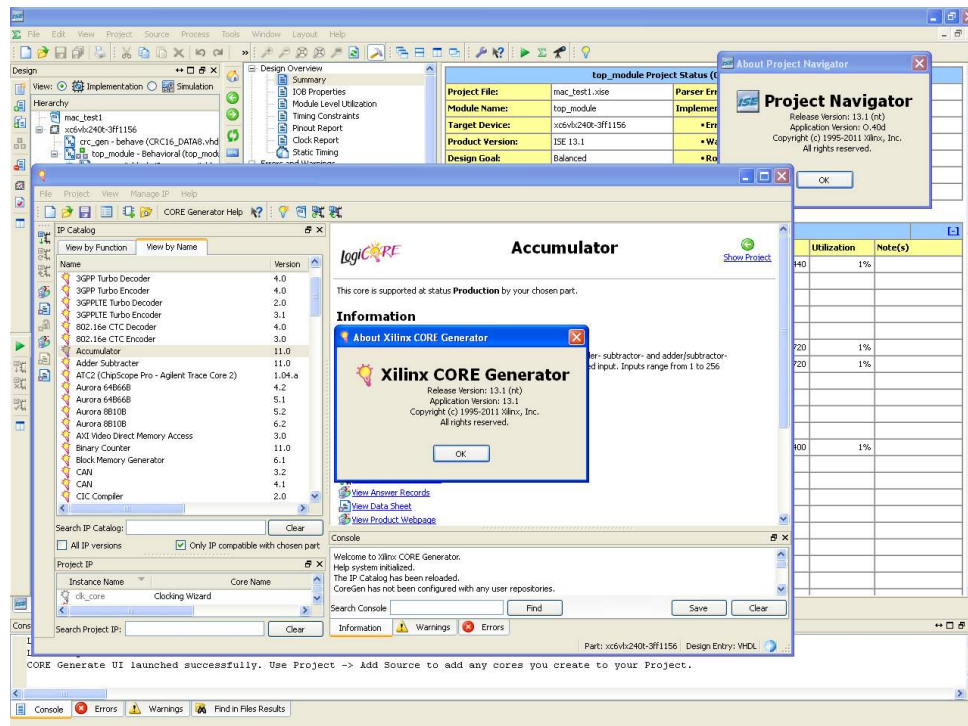 ISE
File Edit View Project Source Process Tools Window Layout Help
Design
View: Implementation Simulation
Hierarchy
mac_test1
xc6vlx240t-3ff1156
crc_gen - behave (CRC16_DATA8.vhd
top_module - Behavioral (top_mod
Design Overview
Summary
IOB Properties
Module Level Utilization
Timing Constraints
Pinout Report
Clock Report
Static Timing
Errors and Warnings
top_module Project Status (
Project File: mac_test1.xise Parser Err
Module Name: top_module Implemen
Target Device: xc6vlx240t-3ff1156 •Err
Product Version: ISE 13.1 •Wa
Design Goal: Balanced •Ro
About Project Navigator
ISE Project Navigator
Release Version: 13.1 (nt)
Application Version: O.40d
Copyright (c) 1995-2011 Xilinx, Inc.
All rights reserved.
OK
[-]
Utilization Note(s)
440 1%
720 1%
720 1%
400 1%
File Project View Manage IP Help
CORE Generator Help
IP Catalog
View by Function View by Name
Name Version
3GPP Turbo Decoder 4.0
3GPP Turbo Encoder 4.0
3GPPLTE Turbo Decoder 2.0
3GPPLTE Turbo Encoder 3.1
802.16e CTC Decoder 4.0
802.16e CTC Encoder 3.0
Accumulator 11.0
Adder Subtracter 11.0
ATC2 (ChipScope Pro - Agilent Trace Core 2) 1.04.a
Aurora 64B66B 4.2
Aurora 64B66B 5.1
Aurora 8B10B 5.2
Aurora 8B10B 6.2
AXI Video Direct Memory Access 3.0
Binary Counter 11.0
Block Memory Generator 6.1
CAN 3.2
CAN 4.1
CIC Compiler 2.0
Search IP Catalog: Clear
All IP versions Only IP compatible with chosen part
Project IP
Instance Name Core Name
clk_core Clocking Wizard
Search Project IP: Clear
LogiCORE Accumulator Show Project
This core is supported at status Production by your chosen part.
Information
der- subtractor- and adder/subtractor-
ed input. Inputs range from 1 to 256
About Xilinx CORE Generator
Xilinx CORE Generator
Release Version: 13.1 (nt)
Application Version: 13.1
Copyright (c) 1995-2011 Xilinx, Inc.
All rights reserved.
OK
View Answer Records
View Data Sheet
View Product Webpage
Console
Welcome to Xilinx CORE Generator.
Help system initialized.
The IP Catalog has been reloaded.
CoreGen has not been configured with any user repositories.
Search Console Find Save Clear
Information Warnings Errors
Part: xc6vlx240t-3ff1156 Design Entry: VHDL
Cons
CORE Generate UI launched successfully. Use Project -> Add Source to add any cores you create to your Project.
Console Errors Warnings Find in Files Results